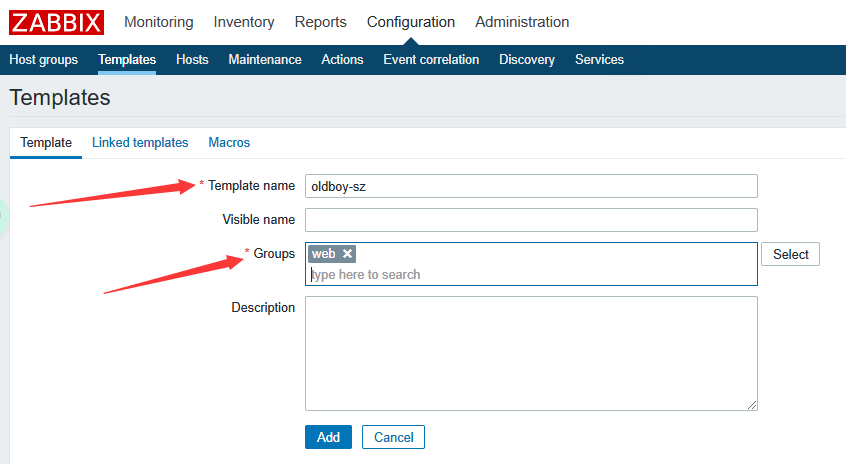 ZABBIX Monitoring Inventory Reports Configuration Administration
Host groups Templates Hosts Maintenance Actions Event correlation Discovery Services
Templates
Template Linked templates Macros
* Template name oldboy-sz
Visible name
* Groups web ✕ Select
type here to search
Description
Add Cancel